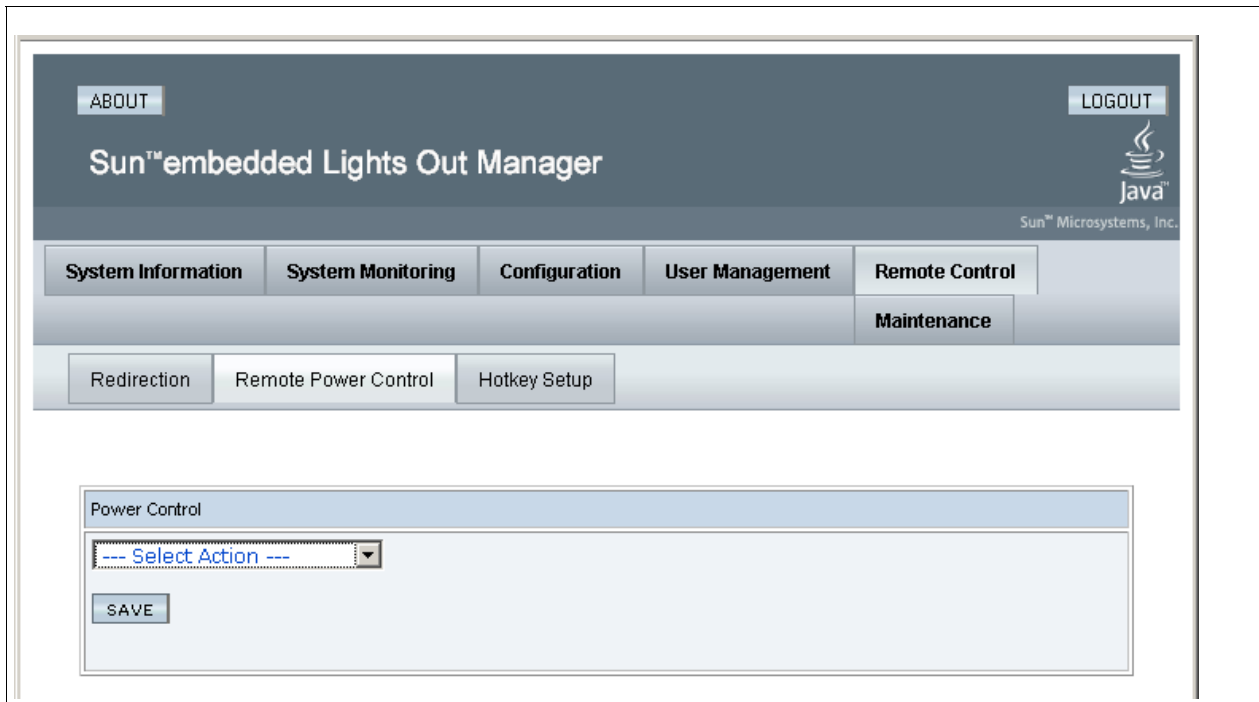 ABOUT
LOGOUT
Sun™embedded Lights Out Manager
Java™
Sun™ Microsystems, Inc.
System Information
System Monitoring
Configuration
User Management
Remote Control
Maintenance
Redirection
Remote Power Control
Hotkey Setup
Power Control
--- Select Action ---
SAVE